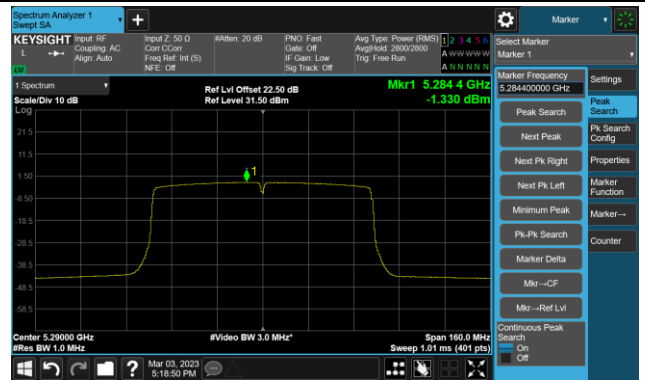 Spectrum Analyzer 1
Swept SA
Marker
KEYSIGHT
L
Input: RF
Coupling: AC
Align: Auto
Input Z: 50 Ω
Corr CCorr
Freq Ref: Int (S)
NFE: Off
#Atten: 20 dB
PNO: Fast
Gate: Off
IF Gain: Low
Sig Track: Off
Avg Type: Power (RMS)
Avg|Hold: 2800/2800
Trig: Free Run
1 2 3 4 5 6
A W W W W W
A N N N N N
Select Marker
Marker 1
1 Spectrum
Scale/Div 10 dB
Log
Ref Lvl Offset 22.50 dB
Ref Level 31.50 dBm
Mkr1 5.284 4 GHz
-1.330 dBm
21.5
11.5
1.50
-8.50
-18.5
-28.5
-38.5
-48.5
-58.5
1
Center 5.29000 GHz
#Res BW 1.0 MHz
#Video BW 3.0 MHz*
Span 160.0 MHz
Sweep 1.01 ms (401 pts)
Marker Frequency
5.284400000 GHz
Peak Search
Next Peak
Next Pk Right
Next Pk Left
Minimum Peak
Pk-Pk Search
Marker Delta
Mkr→CF
Mkr→Ref Lvl
Continuous Peak
Search
On
Off
Settings
Peak
Search
Pk Search
Config
Properties
Marker
Function
Marker→
Counter
?
Mar 03, 2023
5:18:50 PM